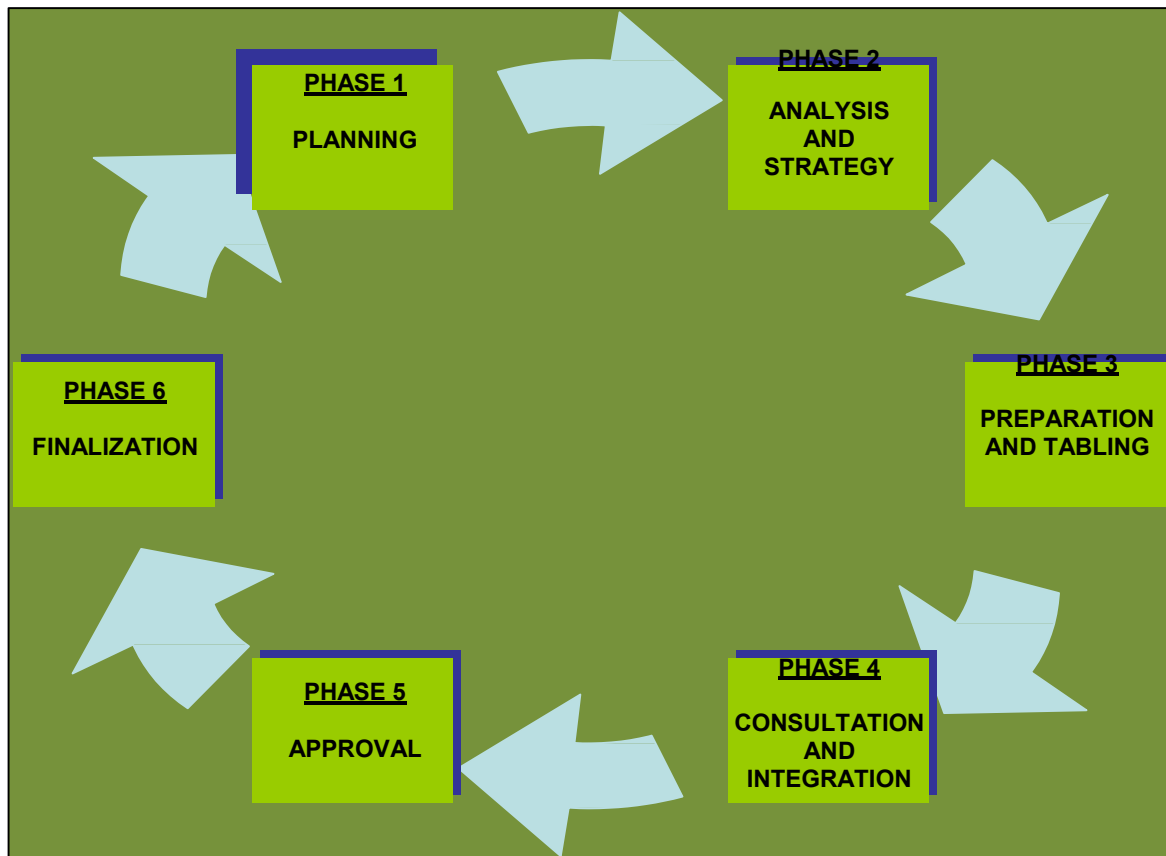 PHASE 1
PLANNING
PHASE 2
ANALYSIS
AND
STRATEGY
PHASE 3
PREPARATION
AND TABLING
PHASE 4
CONSULTATION
AND
INTEGRATION
PHASE 5
APPROVAL
PHASE 6
FINALIZATION